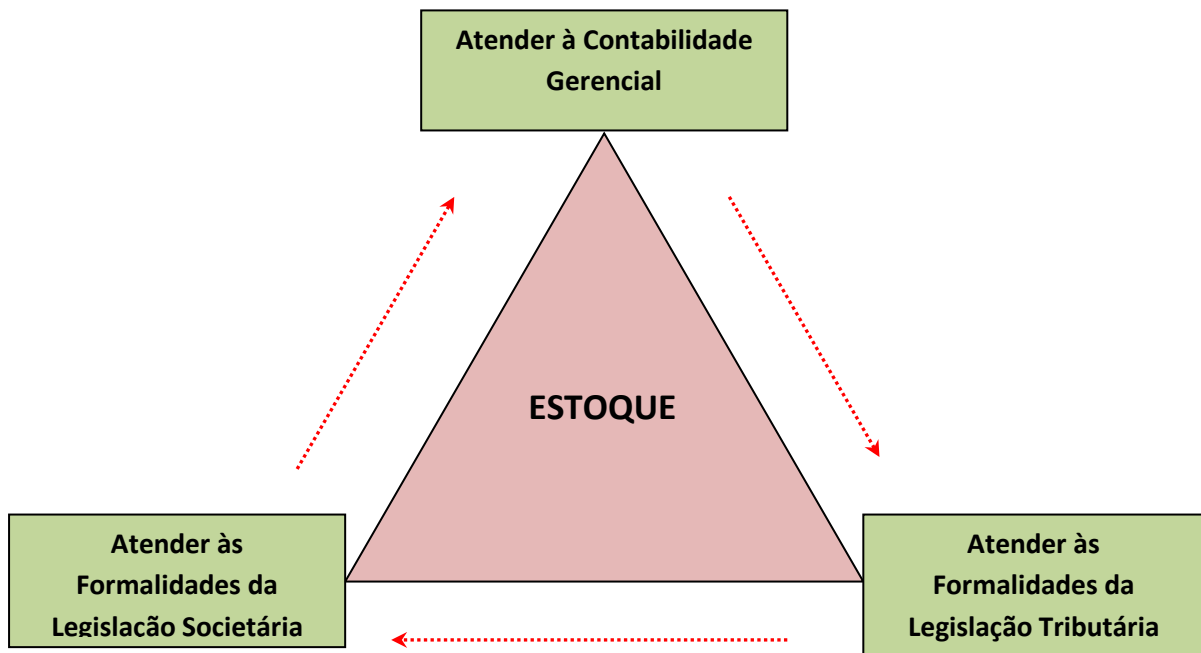 Atender à Contabilidade
Gerencial
ESTOQUE
Atender às
Formalidades da
Legislação Societária
Atender às
Formalidades da
Legislação Tributária